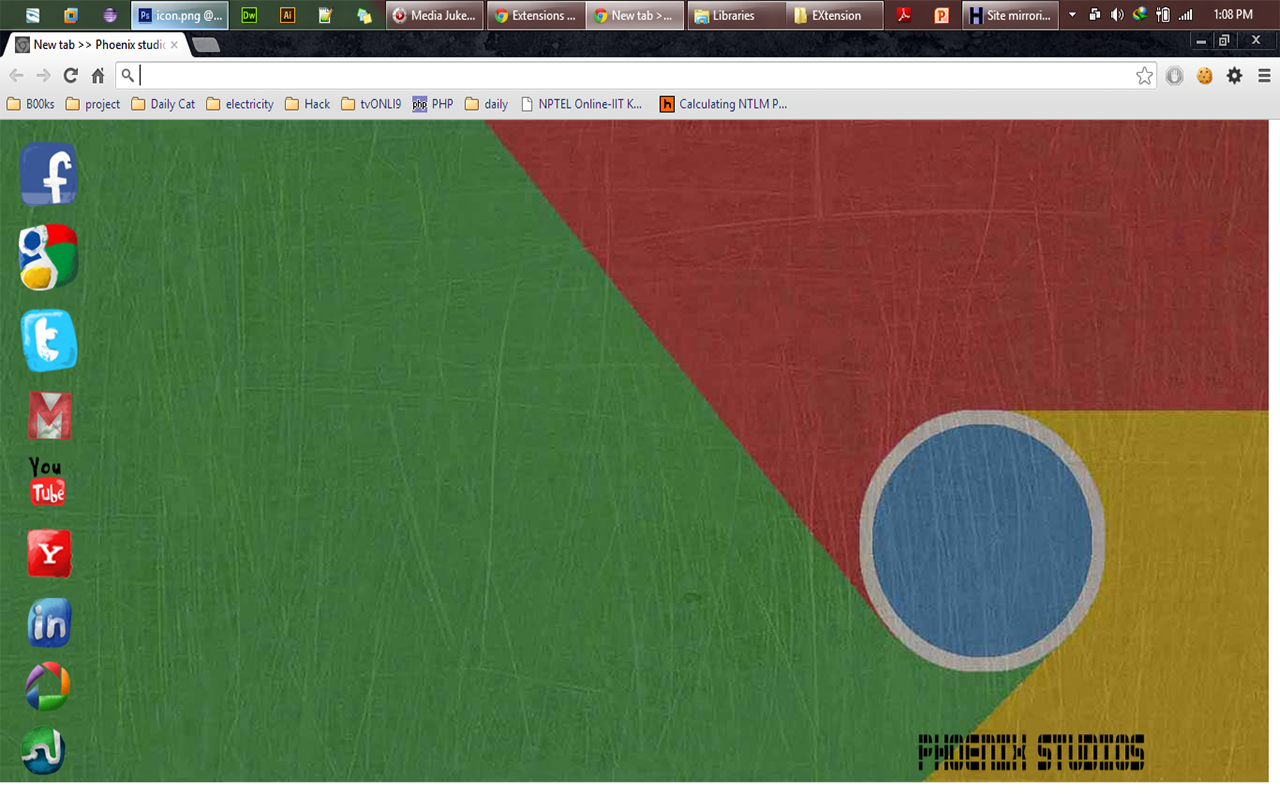 Ps icon.png @... Dw Ai Media Juke... Extensions ... New tab >... Libraries EXtension P H Site mirrori... 1:08 PM
New tab >> Phoenix studio X
B00ks project Daily Cat electricity Hack tvONLI9 php PHP daily NPTEL Online-IIT K... h Calculating NTLM P...
f
g
t
M
You
Tube
Y
in
PHOENIX STUDIOS